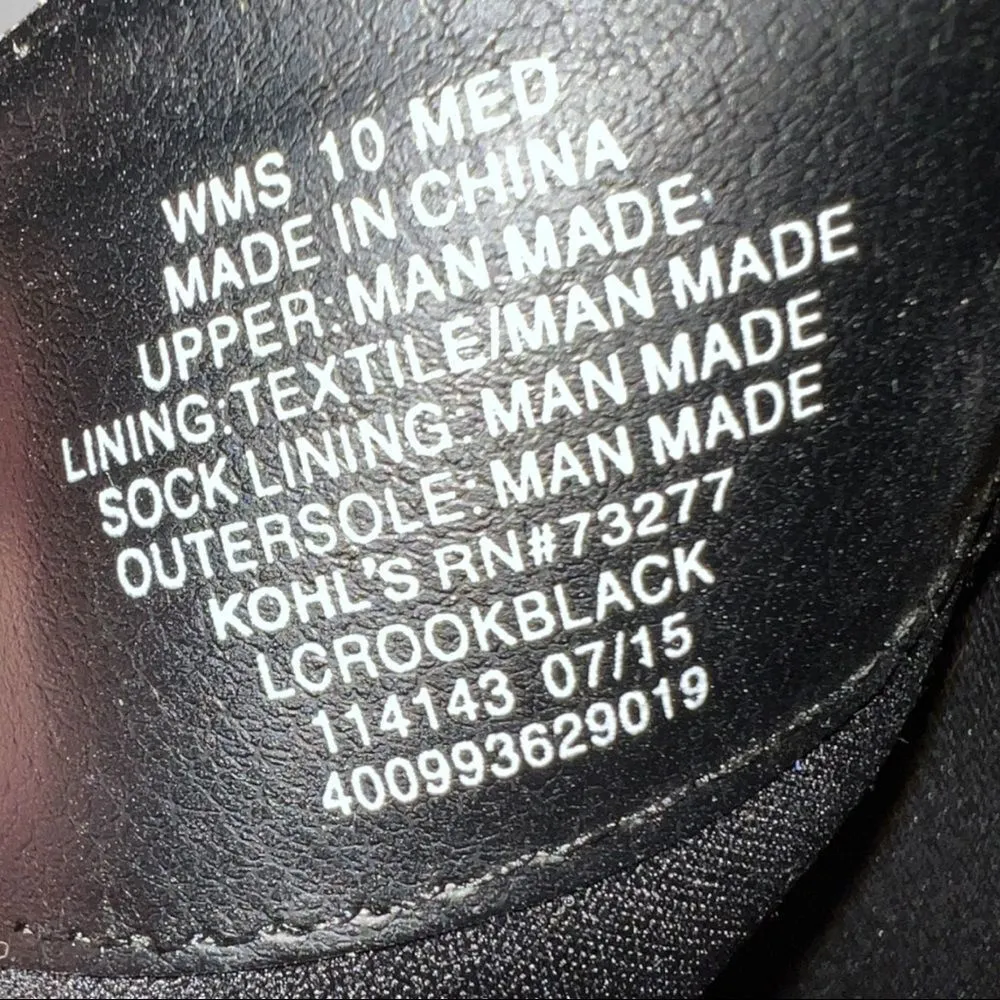 WMS 10 MED
MADE IN CHINA
UPPER: MAN MADE
LINING: TEXTILE/MAN MADE
SOCK LINING: MAN MADE
OUTERSOLE: MAN MADE
KOHL'S RN#73277
LCROOKBLACK
114143 07/15
400993629019